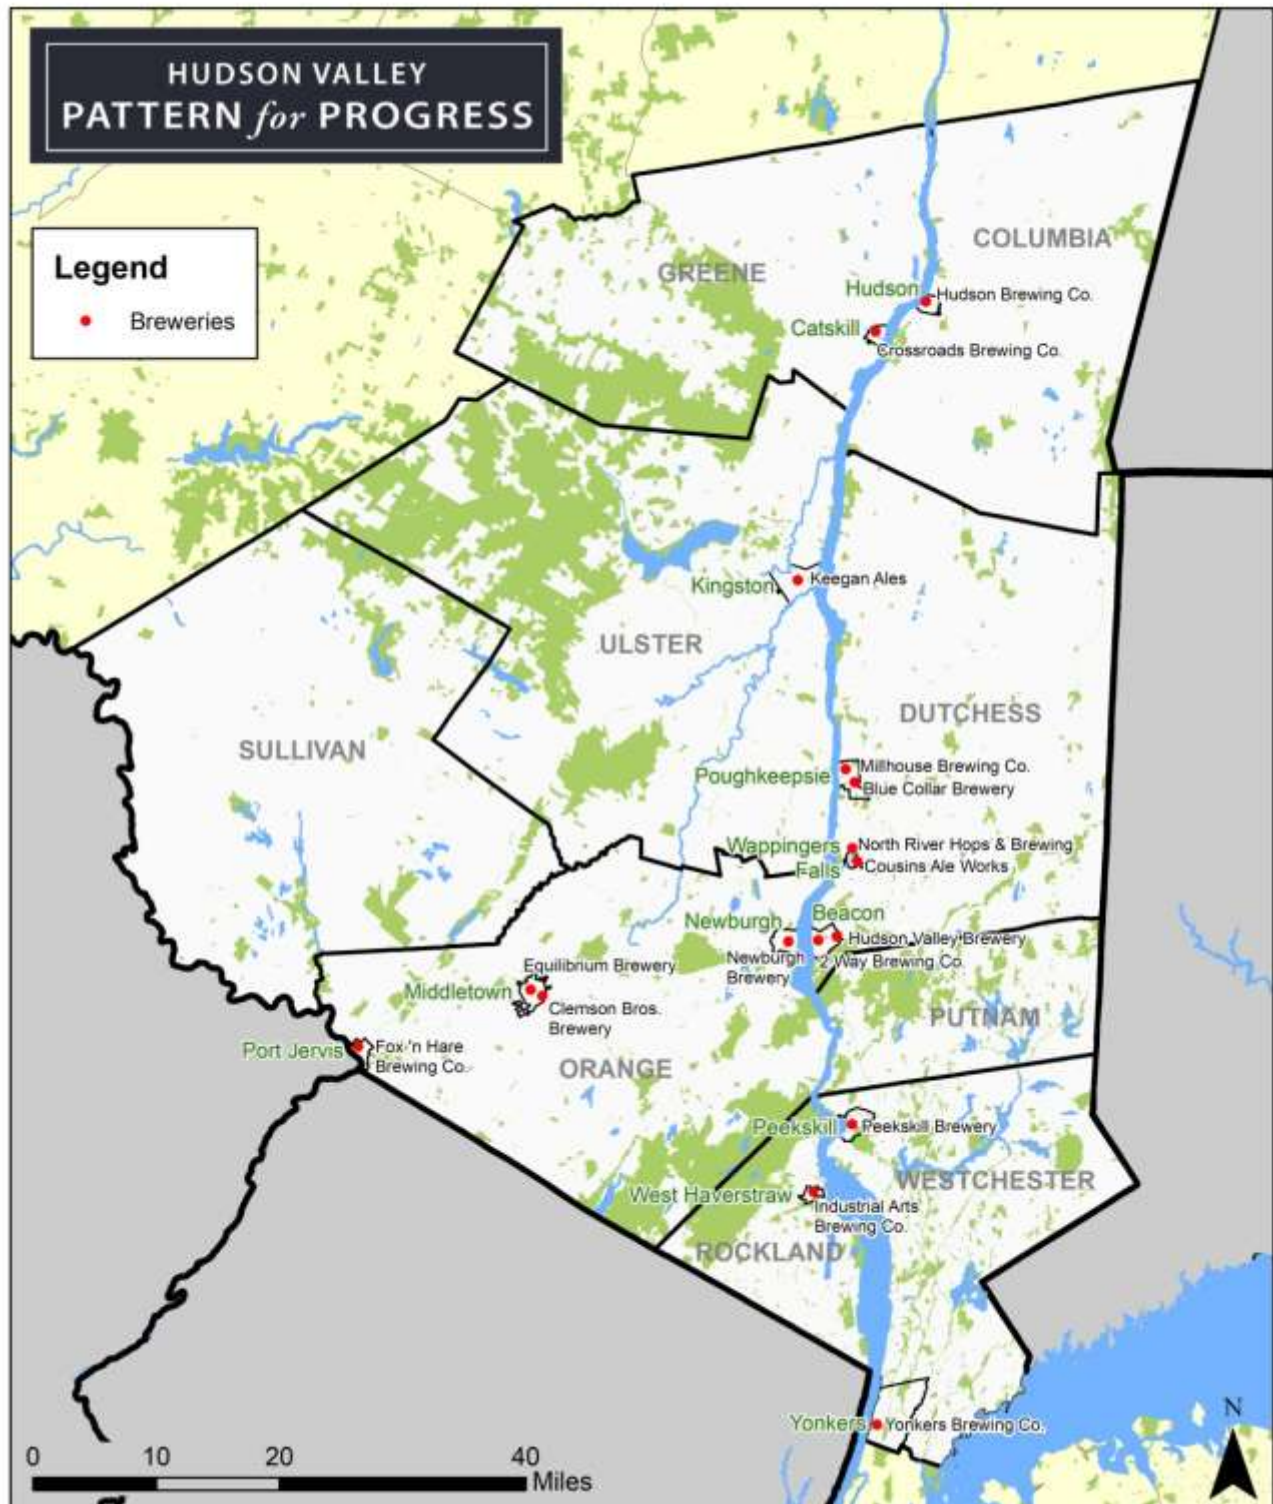 HUDSON VALLEY
PATTERN for PROGRESS
Legend
Breweries
COLUMBIA
GREENE
Hudson
Hudson Brewing Co.
Catskill
Crossroads Brewing Co.
Kingston
Keegan Ales
ULSTER
DUTCHESS
SULLIVAN
Poughkeepsie
Millhouse Brewing Co.
Blue Collar Brewery
Wappingers
Falls
North River Hops & Brewing
Cousins Ale Works
Newburgh
Beacon
Hudson Valley Brewery
Newburgh
Brewery
2 Way Brewing Co.
Equilibrium Brewery
Middletown
Clemson Bros.
Brewery
PUTNAM
Port Jervis
Fox 'n Hare
Brewing Co.
ORANGE
Peekskill
Peekskill Brewery
WESTCHESTER
West Haverstraw
Industrial Arts
Brewing Co.
ROCKLAND
Yonkers
Yonkers Brewing Co.
N
0 10 20 40
Miles